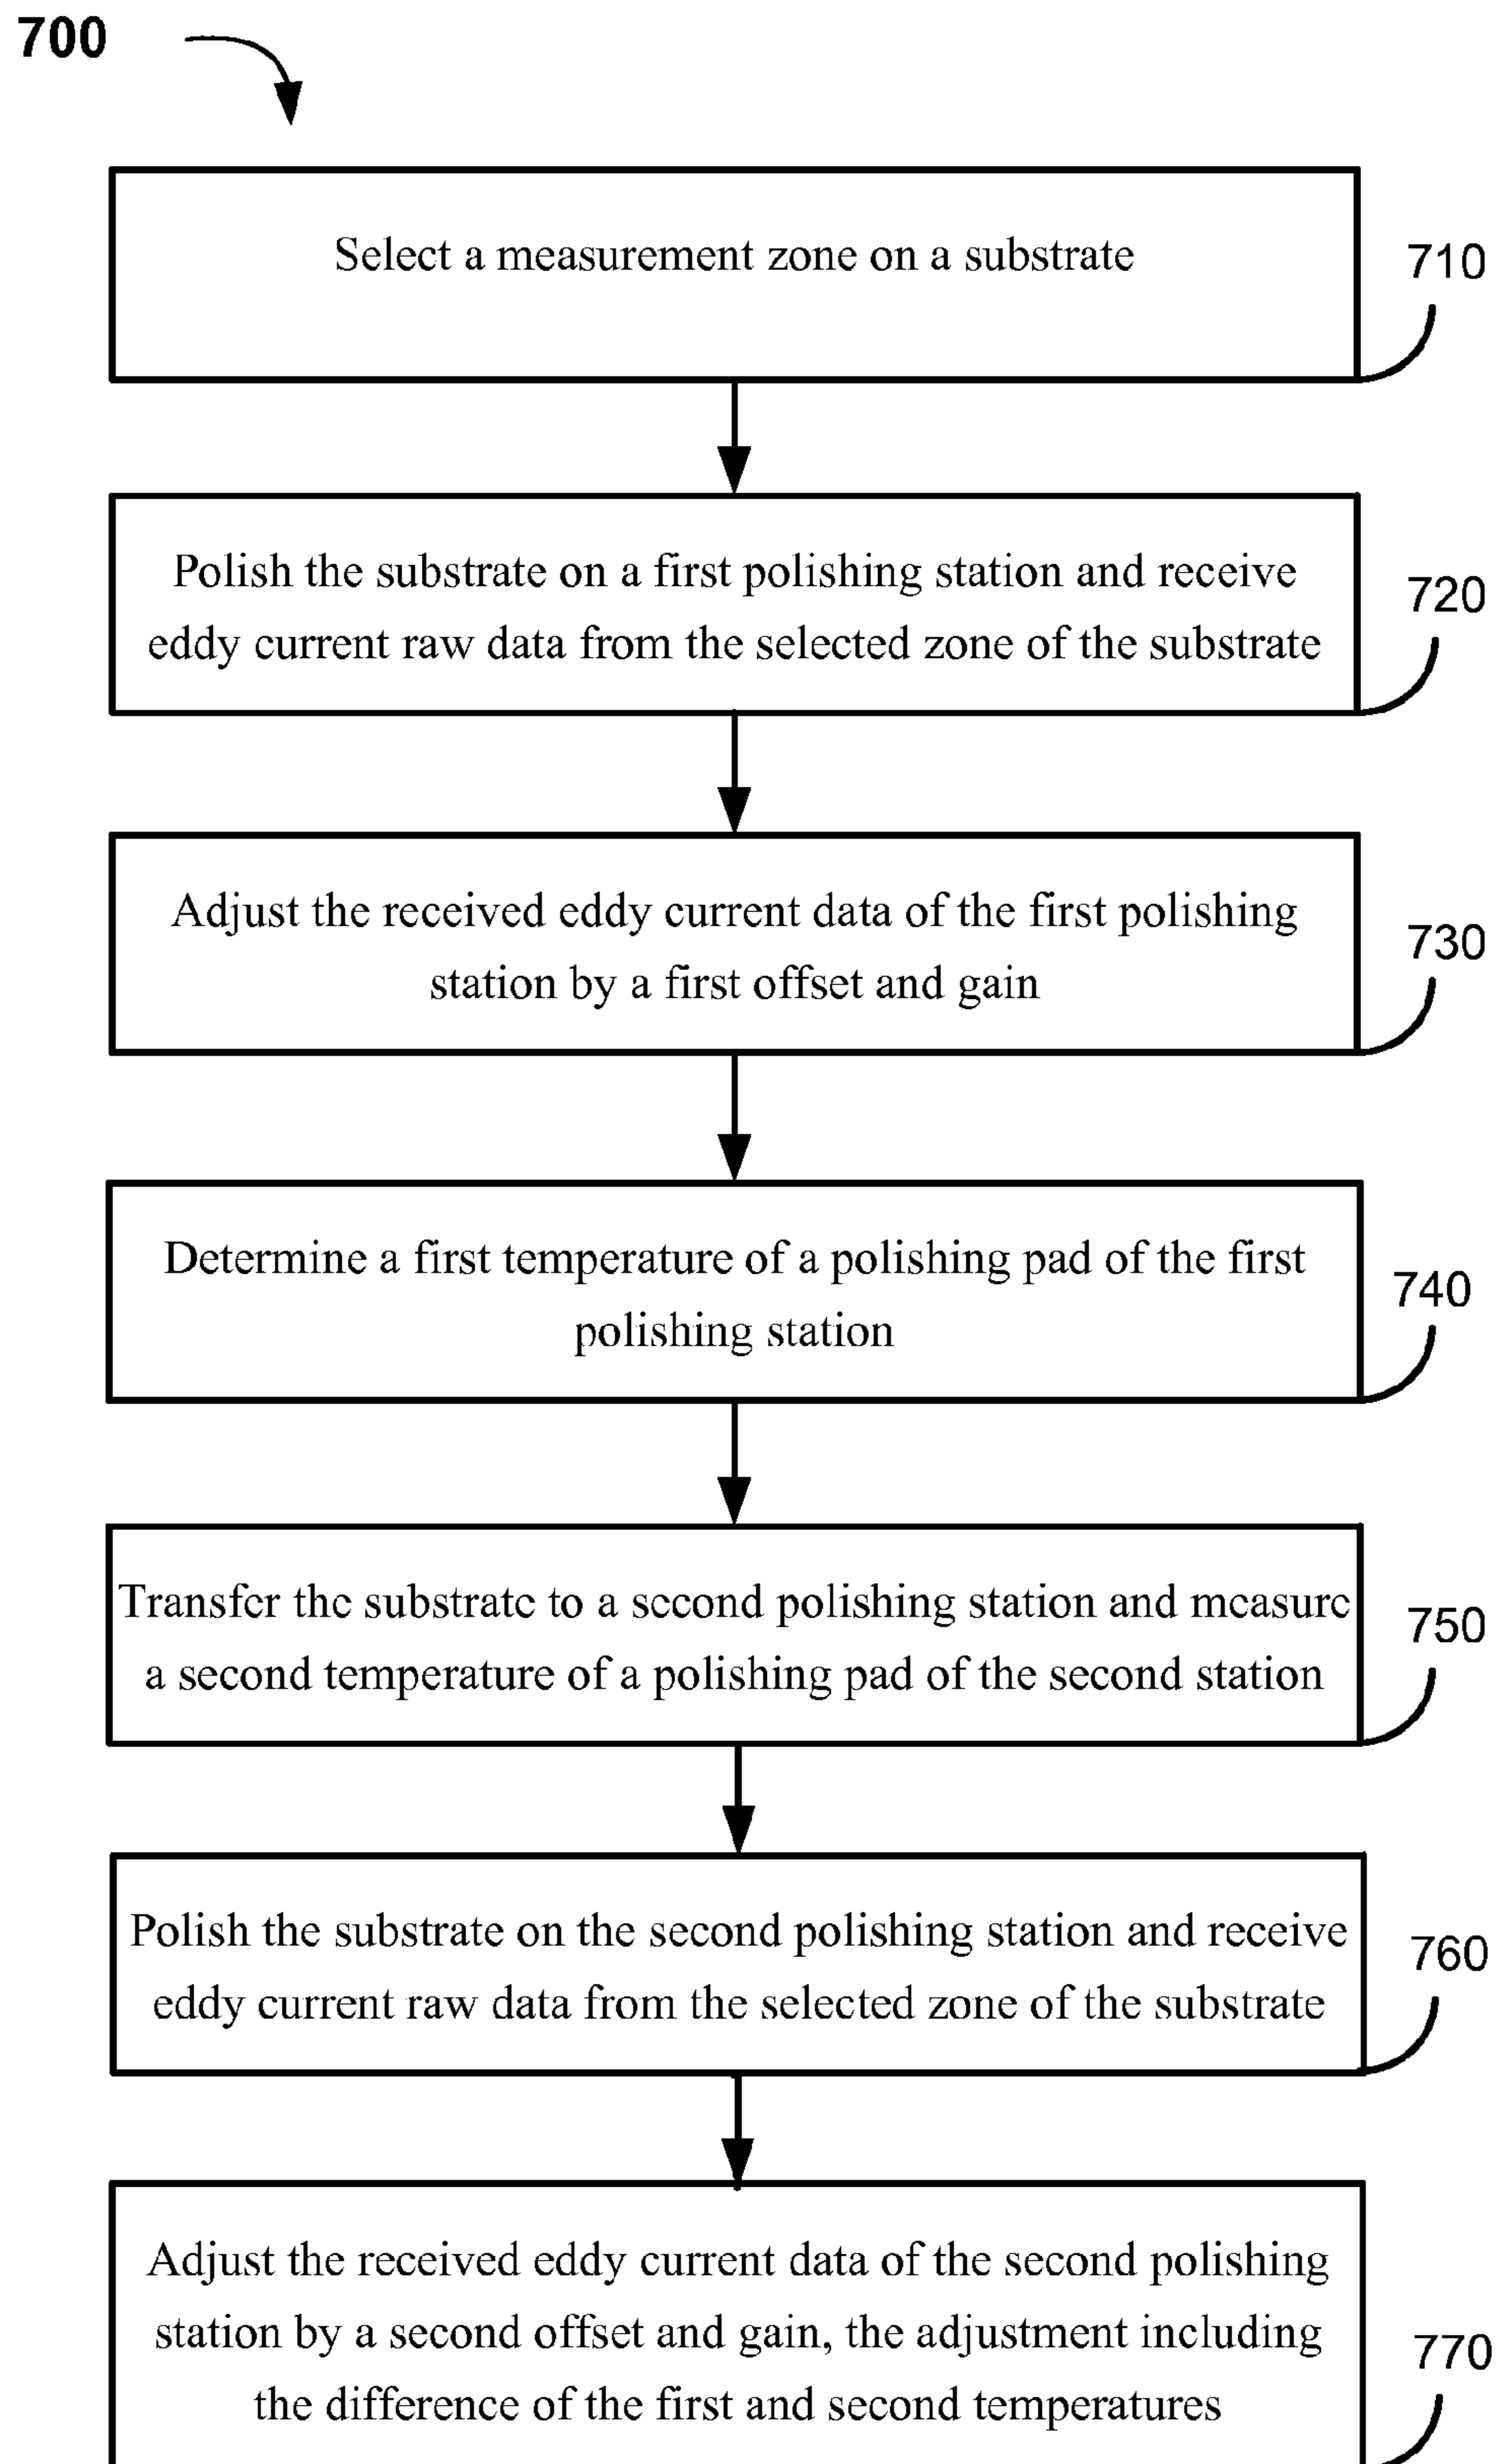 700
Select a measurement zone on a substrate
710
Polish the substrate on a first polishing station and receive
eddy current raw data from the selected zone of the substrate
720
Adjust the received eddy current data of the first polishing
station by a first offset and gain
730
Determine a first temperature of a polishing pad of the first
polishing station
740
Transfer the substrate to a second polishing station and measure
a second temperature of a polishing pad of the second station
750
Polish the substrate on the second polishing station and receive
eddy current raw data from the selected zone of the substrate
760
Adjust the received eddy current data of the second polishing
station by a second offset and gain, the adjustment including
the difference of the first and second temperatures
770